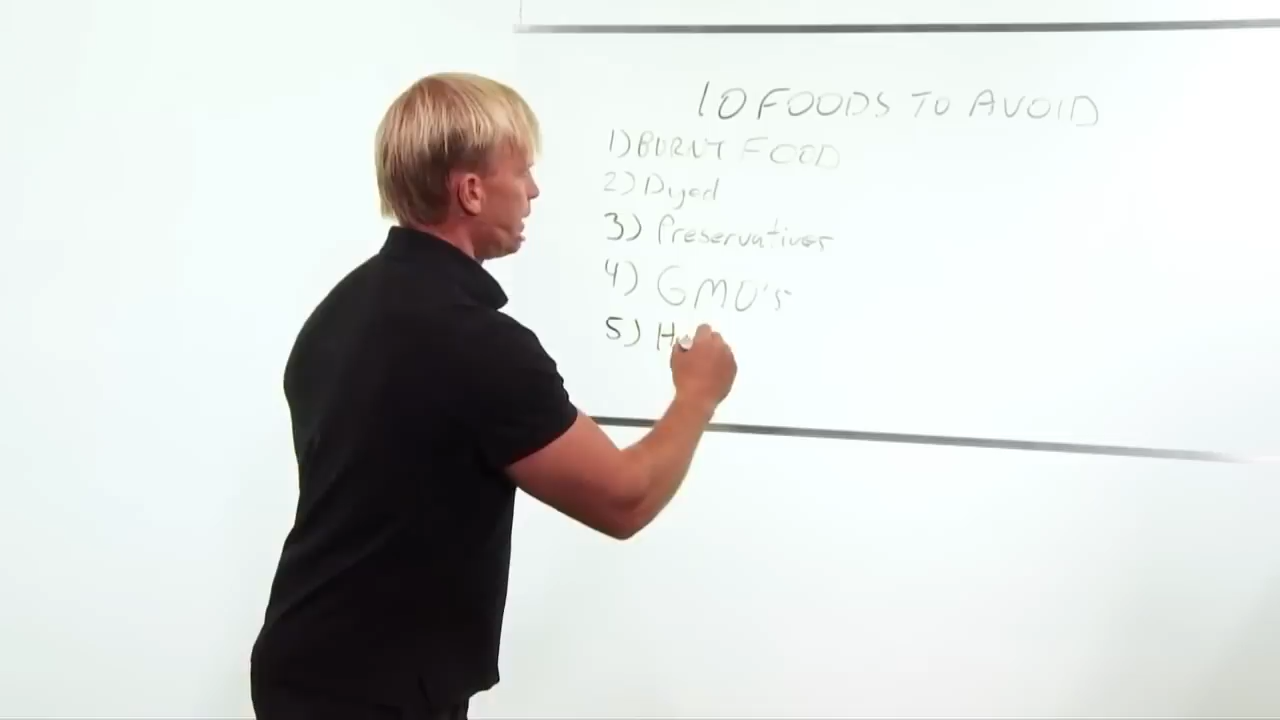 10 FOODS TO AVOID
1) BURNT FOOD
2) Dyed
3) Preservatives
4) GMO's
5)